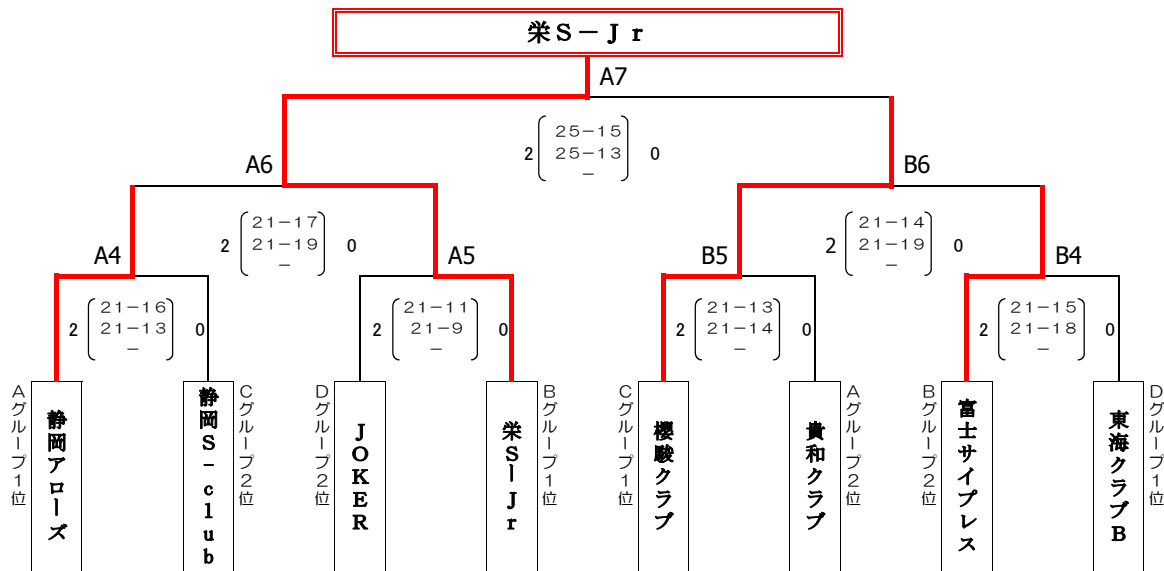 栄S－Jr
A7
2 25－15 0
25－13
－
A6
B6
2 21－17 0
21－19
－
2 21－14 0
21－19
－
A4
A5
B5
B4
2 21－16 0
21－13
－
2 21－11 0
21－9
－
2 21－13 0
21－14
－
2 21－15 0
21－18
－
Aグループ1位
静岡アローズ
静岡S－club
Cグループ2位
Dグループ2位
JOKER
栄S－Jr
Bグループ1位
Cグループ1位
櫻駿クラブ
貴和クラブ
Aグループ2位
Bグループ2位
富士サイプレス
東海クラブB
Dグループ1位